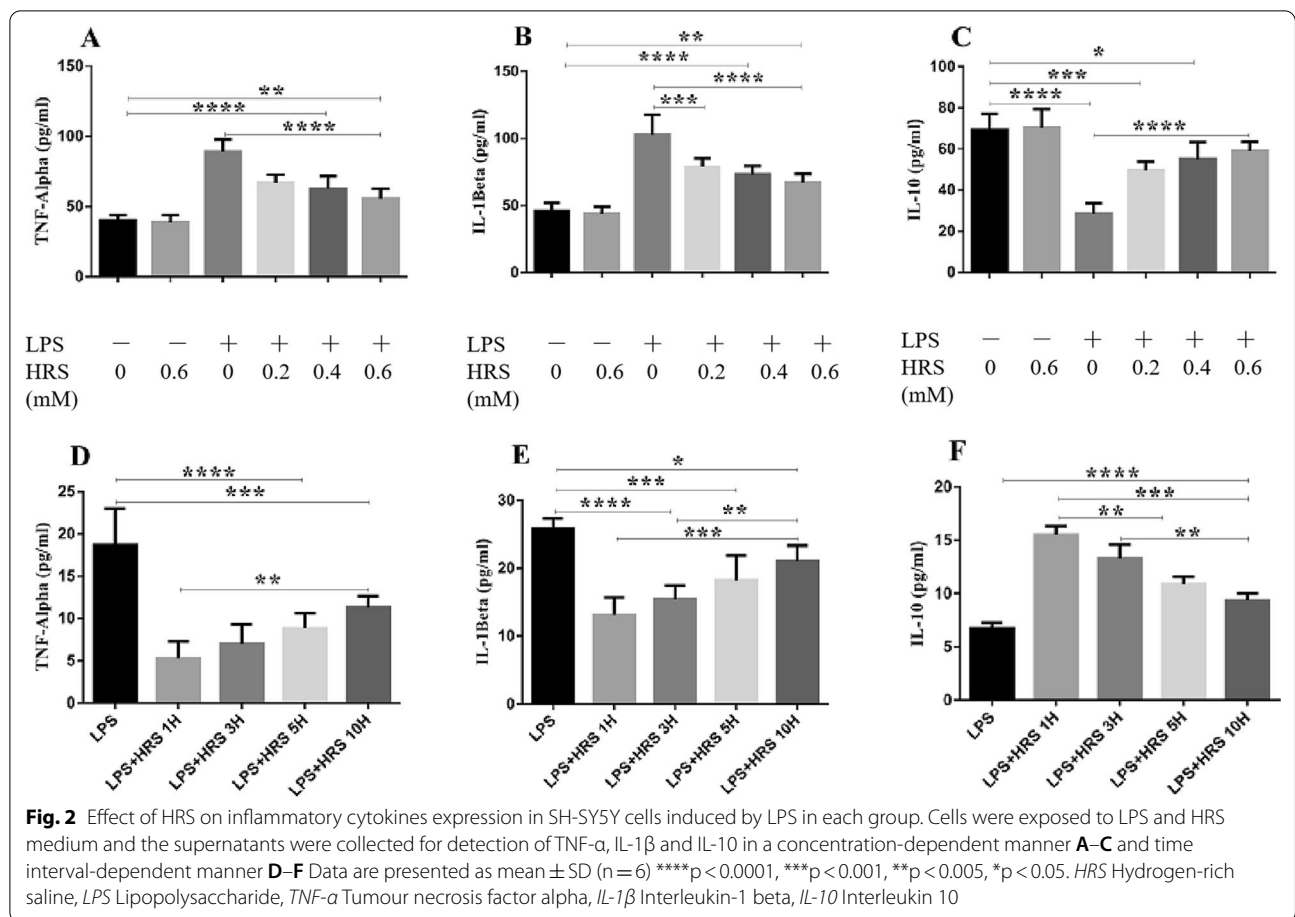 A
TNF-Alpha (pg/ml)
150
100
50
0
**
****
****
B
IL-1Beta (pg/ml)
150
100
50
0
**
****
****
***
C
IL-10 (pg/ml)
100
80
60
40
20
0
*
***
****
****
LPS — — + + + +
HRS 0 0.6 0 0.2 0.4 0.6
(mM)
LPS — — + + + +
HRS 0 0.6 0 0.2 0.4 0.6
(mM)
LPS — — + + + +
HRS 0 0.6 0 0.2 0.4 0.6
(mM)
D
TNF-Alpha (pg/ml)
25
20
15
10
5
0
****
***
**
LPS
LPS+HRS 1H
LPS+HRS 3H
LPS+HRS 5H
LPS+HRS 10H
E
IL-1Beta (pg/ml)
30
20
10
0
*
***
****
**
***
LPS
LPS+HRS 1H
LPS+HRS 3H
LPS+HRS 5H
LPS+HRS 10H
F
IL-10 (pg/ml)
20
15
10
5
0
****
***
**
**
LPS
LPS+HRS 1H
LPS+HRS 3H
LPS+HRS 5H
LPS+HRS 10H
Fig. 2 Effect of HRS on inflammatory cytokines expression in SH-SY5Y cells induced by LPS in each group. Cells were exposed to LPS and HRS
medium and the supernatants were collected for detection of TNF-α, IL-1β and IL-10 in a concentration-dependent manner A–C and time
interval-dependent manner D–F Data are presented as mean ± SD (n = 6) ****p < 0.0001, ***p < 0.001, **p < 0.005, *p < 0.05. HRS Hydrogen-rich
saline, LPS Lipopolysaccharide, TNF-α Tumour necrosis factor alpha, IL-1β Interleukin-1 beta, IL-10 Interleukin 10